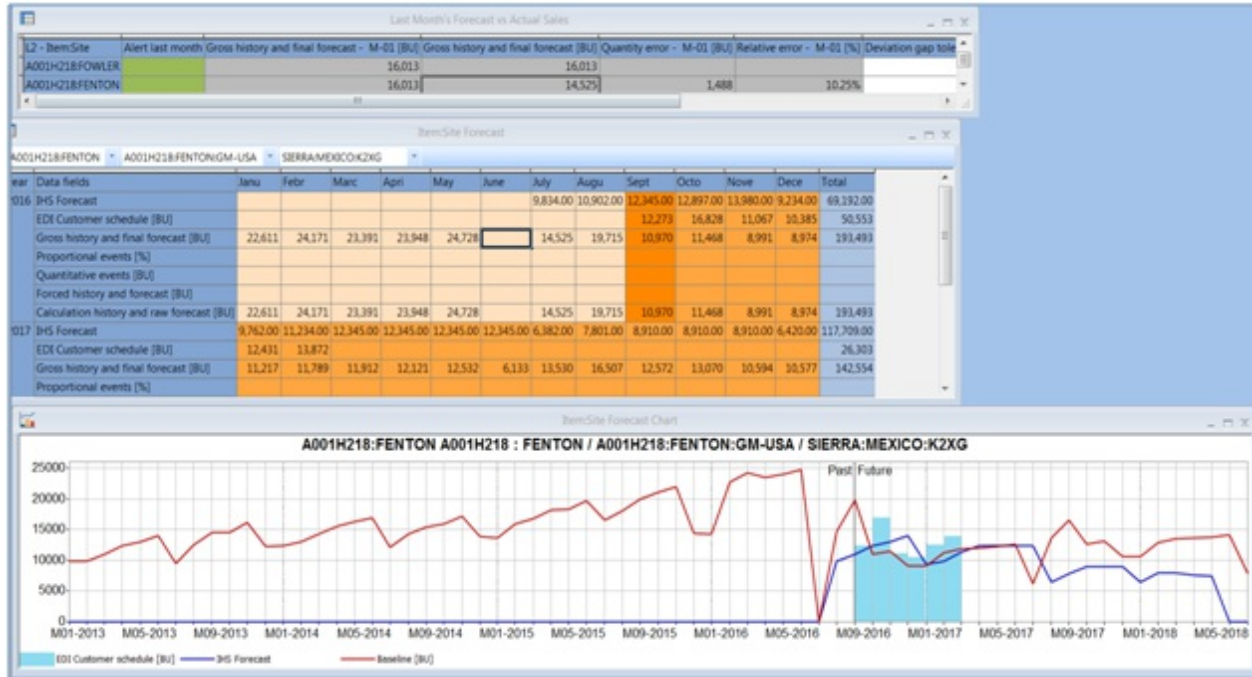 Last Month's Forecast vs Actual Sales
L2 - Item:Site Alert last month Gross history and final forecast - M-01 [BU] Gross history and final forecast [BU] Quantity error - M-01 [BU] Relative error - M-01 [%] Deviation gap tole
A001H218:FOWLER 16,013 16,013
A001H218:FENTON 16,013 14,525 1,488 10.25%
Item:Site Forecast
A001H218:FENTON A001H218:FENTON:GM-USA SIERRA:MEXICO:K2XG
ear Data fields Janu Febr Marc Apri May June July Augu Sept Octo Nove Dece Total
016 IHS Forecast 9,834.00 10,902.00 12,345.00 12,897.00 13,980.00 9,234.00 69,192.00
EDI Customer schedule [BU] 12,273 16,828 11,067 10,385 50,553
Gross history and final forecast [BU] 22,611 24,171 23,391 23,948 24,728 14,525 19,715 10,970 11,468 8,991 8,974 193,493
Proportional events [%]
Quantitative events [BU]
Forced history and forecast [BU]
Calculation history and raw forecast [BU] 22,611 24,171 23,391 23,948 24,728 14,525 19,715 10,970 11,468 8,991 8,974 193,493
017 IHS Forecast 9,762.00 11,234.00 12,345.00 12,345.00 12,345.00 12,345.00 6,382.00 7,801.00 8,910.00 8,910.00 8,910.00 6,420.00 117,709.00
EDI Customer schedule [BU] 12,431 13,872 26,303
Gross history and final forecast [BU] 11,217 11,789 11,912 12,121 12,532 6,133 13,530 16,507 12,572 13,070 10,594 10,577 142,554
Proportional events [%]
Item:Site Forecast Chart
A001H218:FENTON A001H218 : FENTON / A001H218:FENTON:GM-USA / SIERRA:MEXICO:K2XG
25000
20000
15000
10000
5000
0
Past Future
M01-2013 M05-2013 M09-2013 M01-2014 M05-2014 M09-2014 M01-2015 M05-2015 M09-2015 M01-2016 M05-2016 M09-2016 M01-2017 M05-2017 M09-2017 M01-2018 M05-2018
EDI Customer schedule [BU] IHS Forecast Baseline [BU]